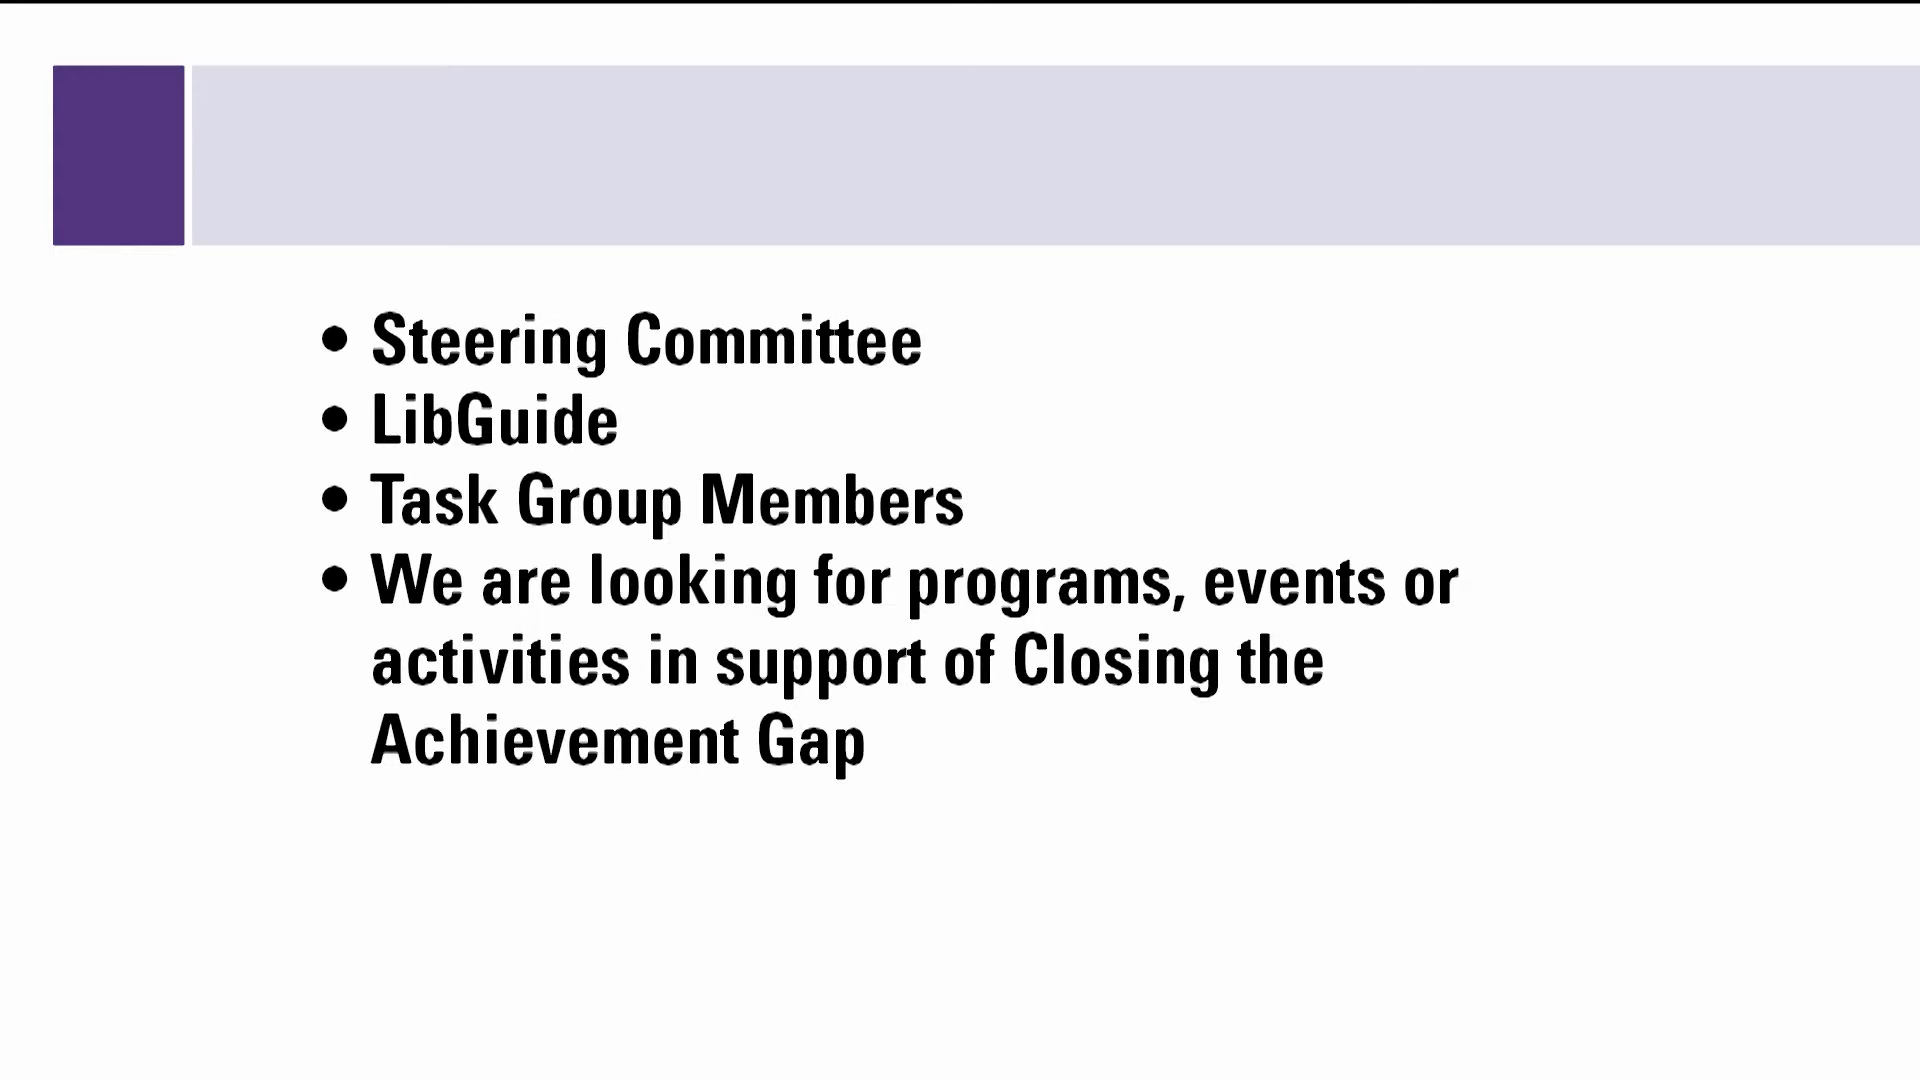 • Steering Committee
• LibGuide
• Task Group Members
• We are looking for programs, events or
activities in support of Closing the
Achievement Gap